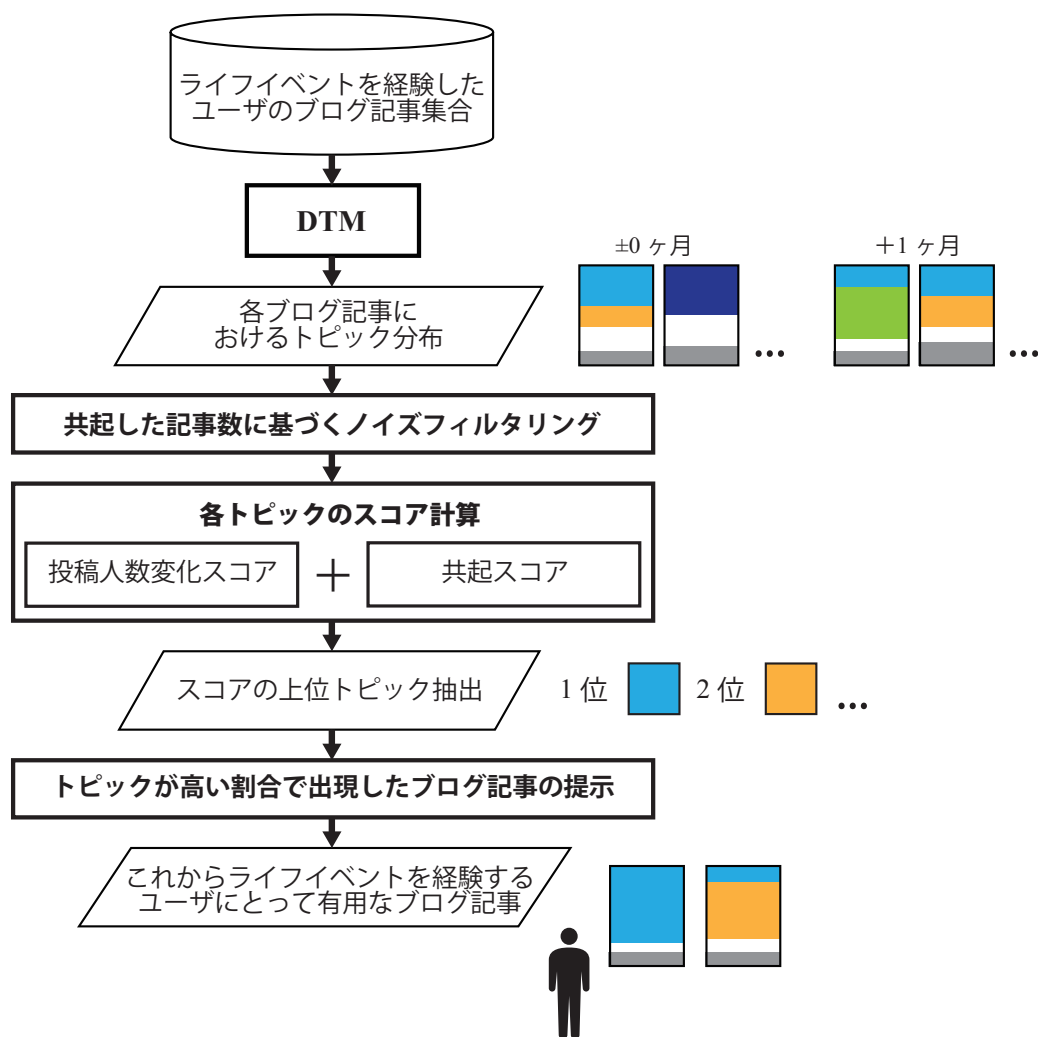 ライフイベントを経験した
ユーザのブログ記事集合
DTM
±0 ヶ月
+1 ヶ月
各ブログ記事に
おけるトピック分布
...
...
共起した記事数に基づくノイズフィルタリング
各トピックのスコア計算
投稿人数変化スコア
+
共起スコア
スコアの上位トピック抽出
1 位
2 位
...
トピックが高い割合で出現したブログ記事の提示
これからライフイベントを経験する
ユーザにとって有用なブログ記事